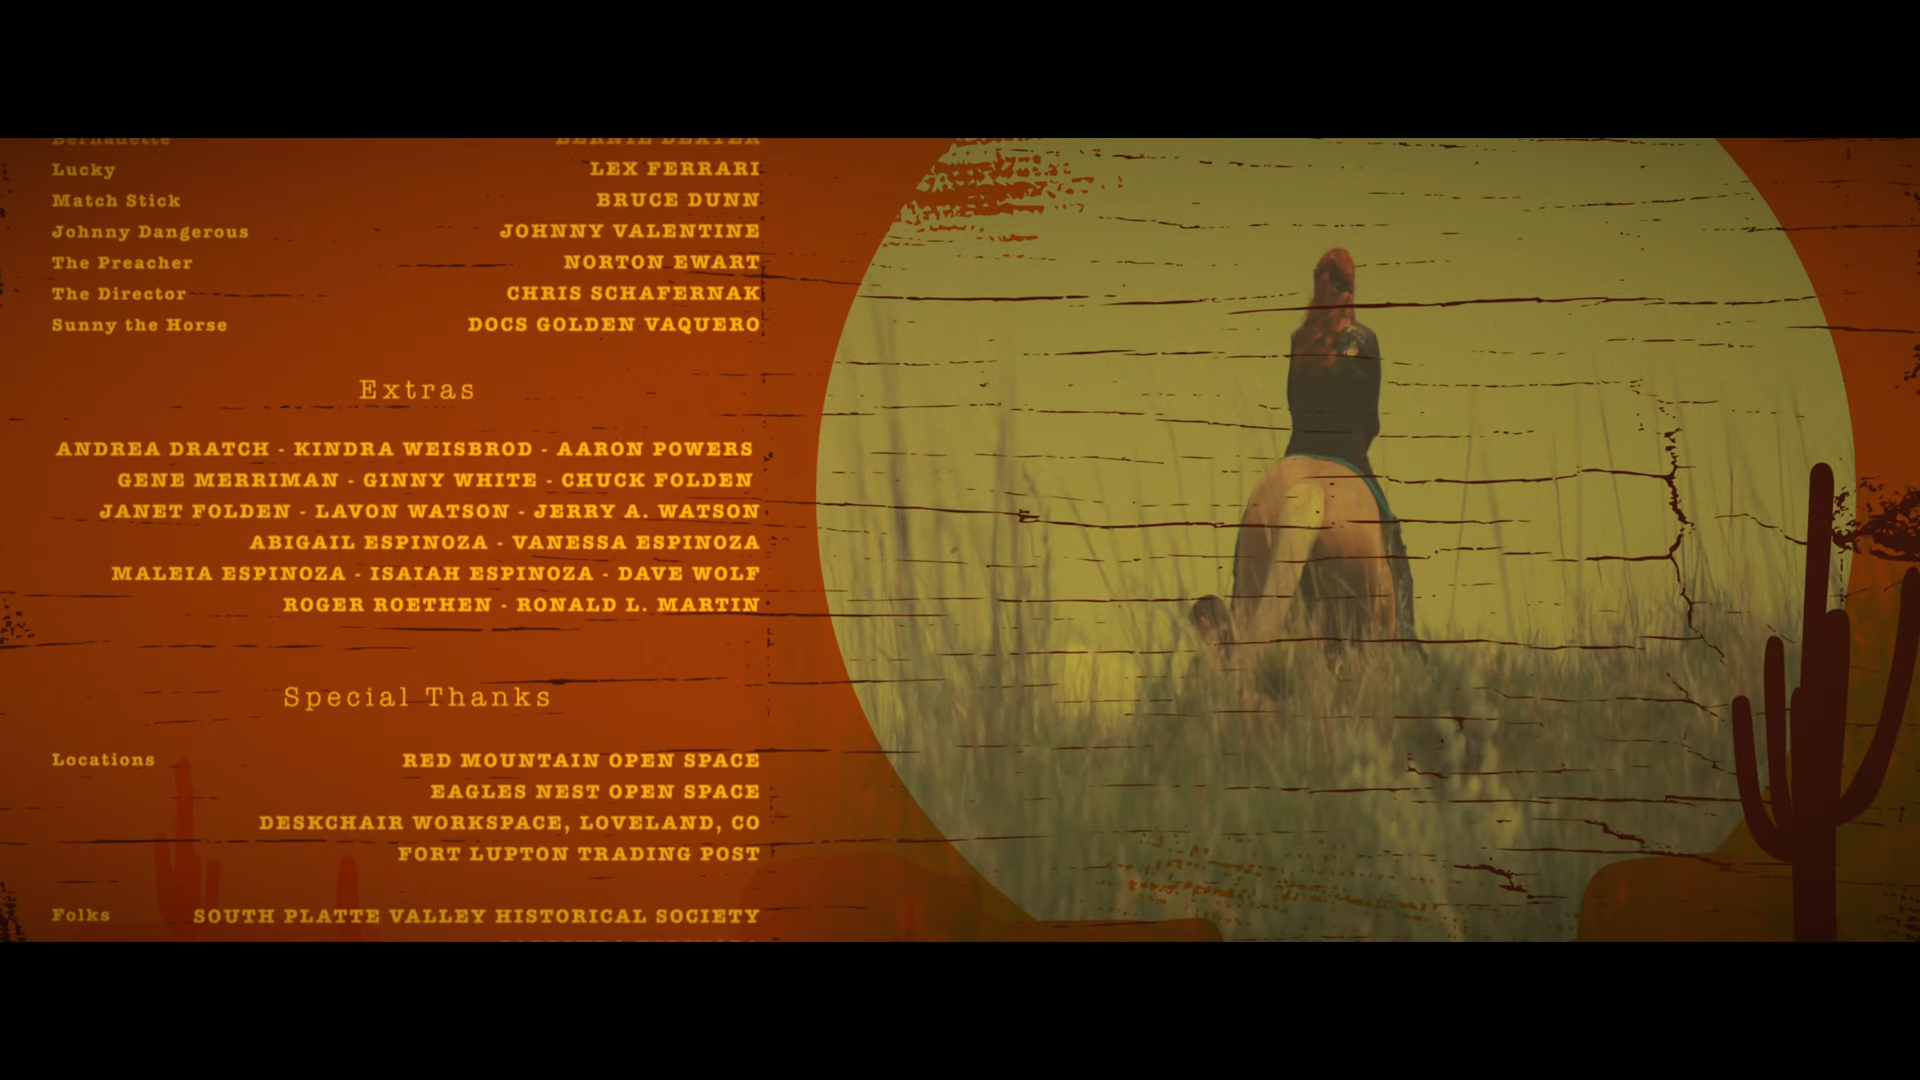 Bernadette BERNIE DEXTER
Lucky LEX FERRARI
Match Stick BRUCE DUNN
Johnny Dangerous JOHNNY VALENTINE
The Preacher NORTON EWART
The Director CHRIS SCHAFERNAK
Sunny the Horse DOCS GOLDEN VAQUERO
Extras
ANDREA DRATCH - KINDRA WEISBROD - AARON POWERS
GENE MERRIMAN - GINNY WHITE - CHUCK FOLDEN
JANET FOLDEN - LAVON WATSON - JERRY A. WATSON
ABIGAIL ESPINOZA - VANESSA ESPINOZA
MALEIA ESPINOZA - ISAIAH ESPINOZA - DAVE WOLF
ROGER ROETHEN - RONALD L. MARTIN
Special Thanks
Locations RED MOUNTAIN OPEN SPACE
EAGLES NEST OPEN SPACE
DESKCHAIR WORKSPACE, LOVELAND, CO
FORT LUPTON TRADING POST
Folks SOUTH PLATTE VALLEY HISTORICAL SOCIETY